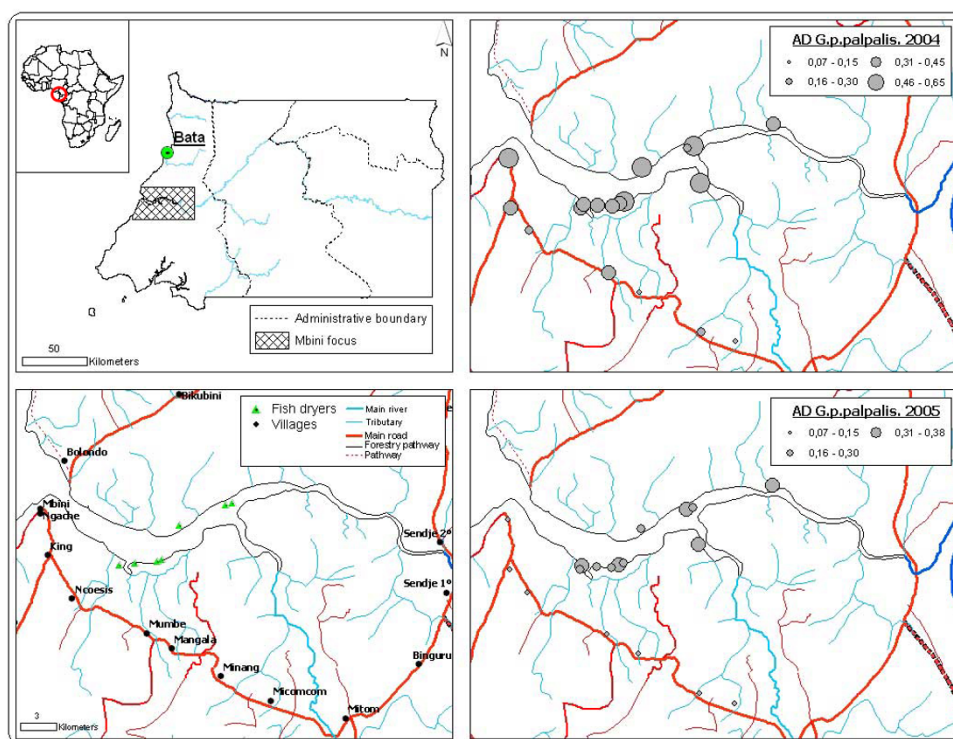 N
Bata
Administrative boundary
Mbini focus
50
Kilometers
AD G.p.palpalis. 2004
0,07 - 0,15
0,31 - 0,45
0,16 - 0,30
0,46 - 0,65
Fish dryers
Villages
Main river
Tributary
Main road
Forestry pathway
Pathway
Bikubini
Bolondo
Mbini
Ngache
King
Ncoesis
Mumbe
Mangala
Minang
Micomcom
Mitom
Binguru
Sendje 1º
Sendje 2º
3
Kilometers
AD G.p.palpalis. 2005
0,07 - 0,15
0,31 - 0,38
0,16 - 0,30